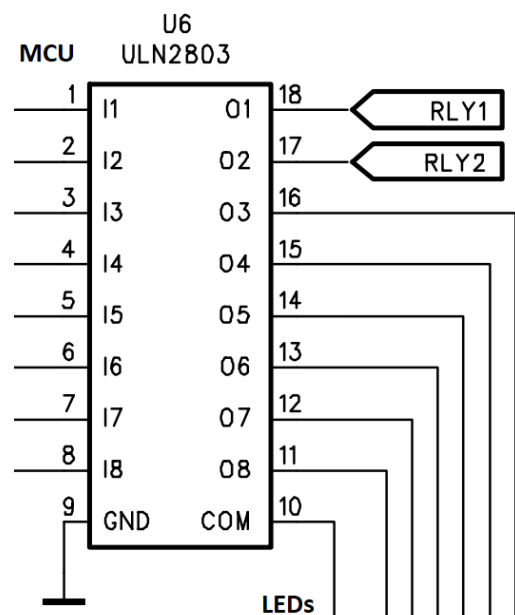 U6
MCU ULN2803
1 I1 O1 18 RLY1
2 I2 O2 17 RLY2
3 I3 O3 16
4 I4 O4 15
5 I5 O5 14
6 I6 O6 13
7 I7 O7 12
8 I8 O8 11
9 GND COM 10
LEDs